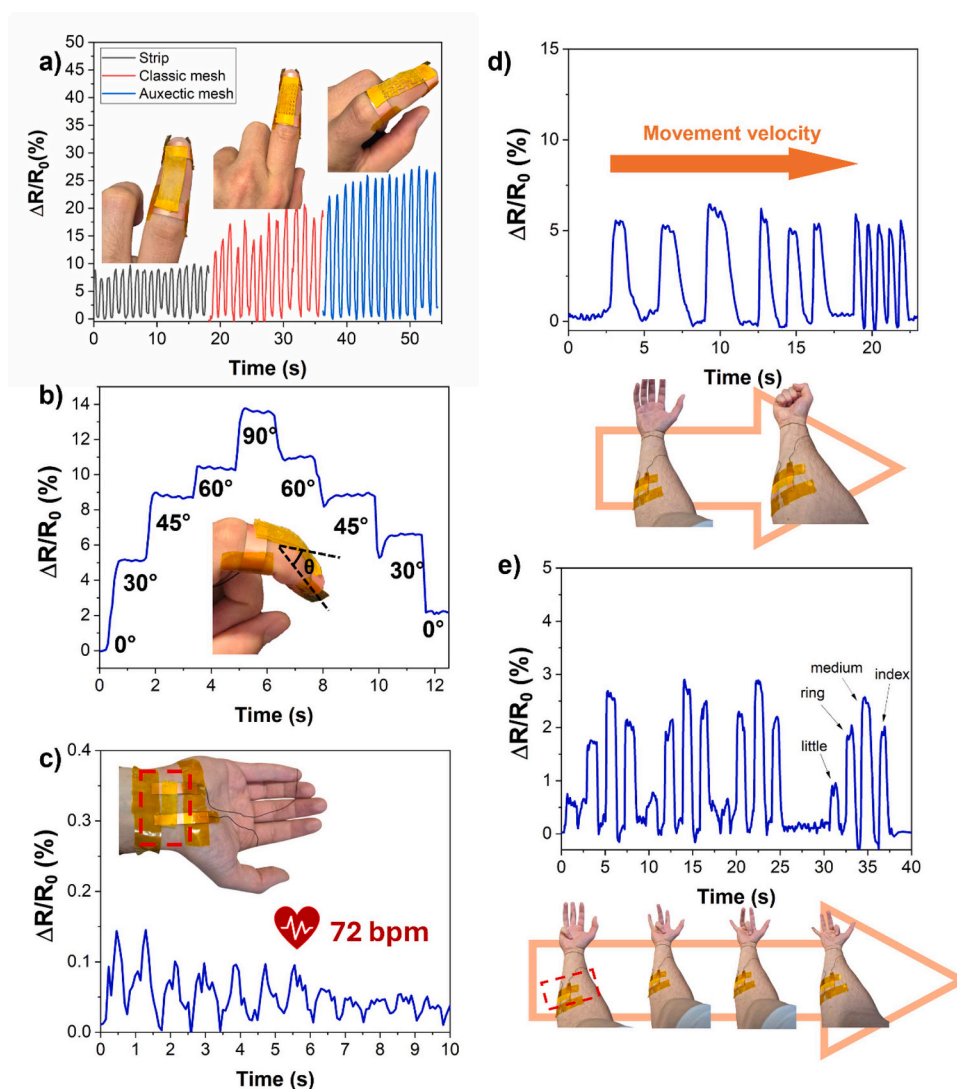 a)
50
45
40
35
30
25
20
15
10
5
0
ΔR/R₀(%)
Strip
Classic mesh
Auxectic mesh
0 10 20 30 40 50
Time (s)
b)
14
12
10
8
6
4
2
0
ΔR/R₀ (%)
0°
30°
45°
60°
90°
60°
45°
30°
0°
θ
0 2 4 6 8 10 12
Time (s)
c)
0.4
0.3
0.2
0.1
0.0
ΔR/R₀ (%)
72 bpm
0 1 2 3 4 5 6 7 8 9 10
Time (s)
d)
15
10
5
0
ΔR/R₀ (%)
Movement velocity
0 5 10 15 20
Time (s)
e)
5
4
3
2
1
0
ΔR/R₀ (%)
little
ring
medium
index
0 5 10 15 20 25 30 35 40
Time (s)